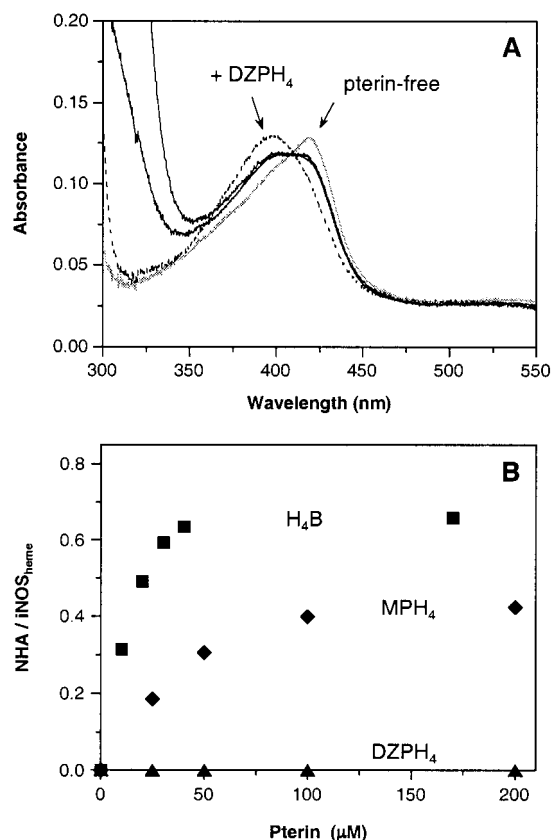 A
+ DZPH₄
pterin-free
Absorbance
0.20
0.15
0.10
0.05
0.00
300
350
400
450
500
550
Wavelength (nm)
B
H₄B
MPH₄
DZPH₄
NHA / iNOS_heme
0.8
0.6
0.4
0.2
0.0
0
50
100
150
200
Pterin (µM)